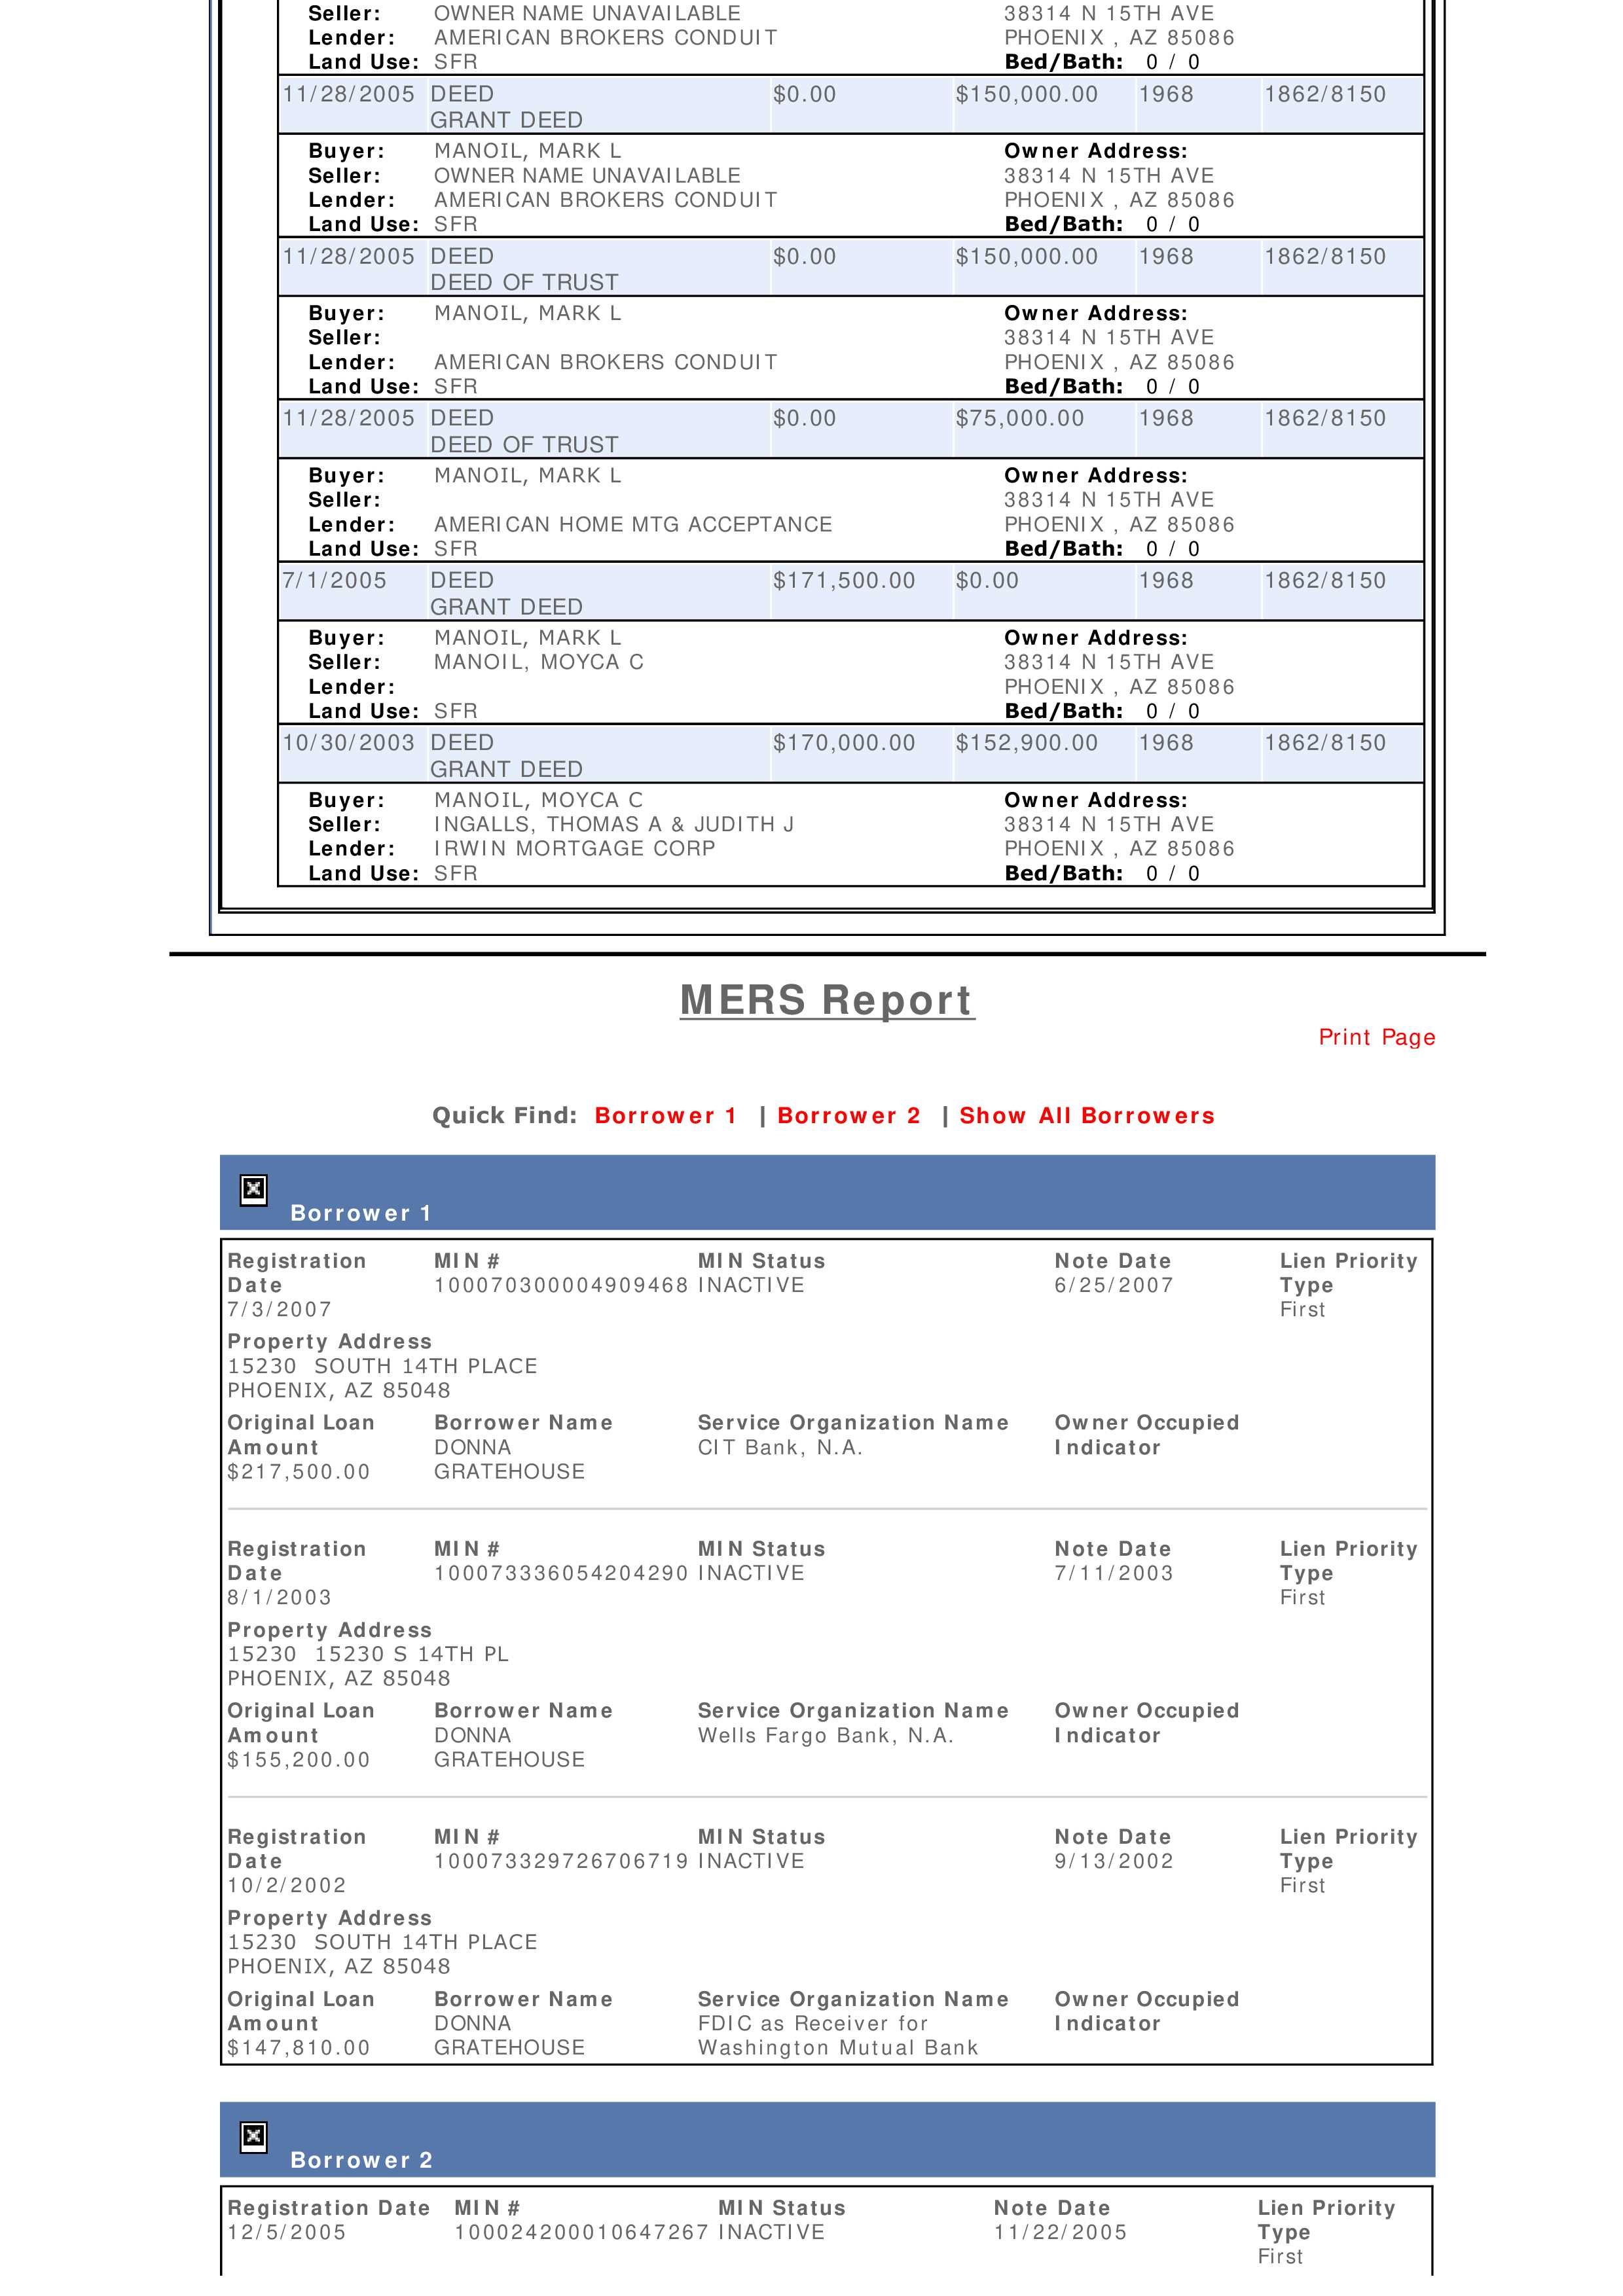 Seller: OWNER NAME UNAVAILABLE 38314 N 15TH AVE
Lender: AMERICAN BROKERS CONDUIT PHOENIX , AZ 85086
Land Use: SFR Bed/Bath: 0 / 0
11/28/2005 DEED $0.00 $150,000.00 1968 1862/8150
GRANT DEED
Buyer: MANOIL, MARK L Owner Address:
Seller: OWNER NAME UNAVAILABLE 38314 N 15TH AVE
Lender: AMERICAN BROKERS CONDUIT PHOENIX , AZ 85086
Land Use: SFR Bed/Bath: 0 / 0
11/28/2005 DEED $0.00 $150,000.00 1968 1862/8150
DEED OF TRUST
Buyer: MANOIL, MARK L Owner Address:
Seller: 38314 N 15TH AVE
Lender: AMERICAN BROKERS CONDUIT PHOENIX , AZ 85086
Land Use: SFR Bed/Bath: 0 / 0
11/28/2005 DEED $0.00 $75,000.00 1968 1862/8150
DEED OF TRUST
Buyer: MANOIL, MARK L Owner Address:
Seller: 38314 N 15TH AVE
Lender: AMERICAN HOME MTG ACCEPTANCE PHOENIX , AZ 85086
Land Use: SFR Bed/Bath: 0 / 0
7/1/2005 DEED $171,500.00 $0.00 1968 1862/8150
GRANT DEED
Buyer: MANOIL, MARK L Owner Address:
Seller: MANOIL, MOYCA C 38314 N 15TH AVE
Lender: PHOENIX , AZ 85086
Land Use: SFR Bed/Bath: 0 / 0
10/30/2003 DEED $170,000.00 $152,900.00 1968 1862/8150
GRANT DEED
Buyer: MANOIL, MOYCA C Owner Address:
Seller: INGALLS, THOMAS A & JUDITH J 38314 N 15TH AVE
Lender: IRWIN MORTGAGE CORP PHOENIX , AZ 85086
Land Use: SFR Bed/Bath: 0 / 0
MERS Report
Print Page
Quick Find: Borrower 1 | Borrower 2 | Show All Borrowers
Borrower 1
Registration MIN # MIN Status Note Date Lien Priority
Date 100070300004909468 INACTIVE 6/25/2007 Type
7/3/2007 First
Property Address
15230 SOUTH 14TH PLACE
PHOENIX, AZ 85048
Original Loan Borrower Name Service Organization Name Owner Occupied
Amount DONNA CIT Bank, N.A. Indicator
$217,500.00 GRATEHOUSE
Registration MIN # MIN Status Note Date Lien Priority
Date 100073336054204290 INACTIVE 7/11/2003 Type
8/1/2003 First
Property Address
15230 15230 S 14TH PL
PHOENIX, AZ 85048
Original Loan Borrower Name Service Organization Name Owner Occupied
Amount DONNA Wells Fargo Bank, N.A. Indicator
$155,200.00 GRATEHOUSE
Registration MIN # MIN Status Note Date Lien Priority
Date 100073329726706719 INACTIVE 9/13/2002 Type
10/2/2002 First
Property Address
15230 SOUTH 14TH PLACE
PHOENIX, AZ 85048
Original Loan Borrower Name Service Organization Name Owner Occupied
Amount DONNA FDIC as Receiver for Indicator
$147,810.00 GRATEHOUSE Washington Mutual Bank
Borrower 2
Registration Date MIN # MIN Status Note Date Lien Priority
12/5/2005 100024200010647267 INACTIVE 11/22/2005 Type
First